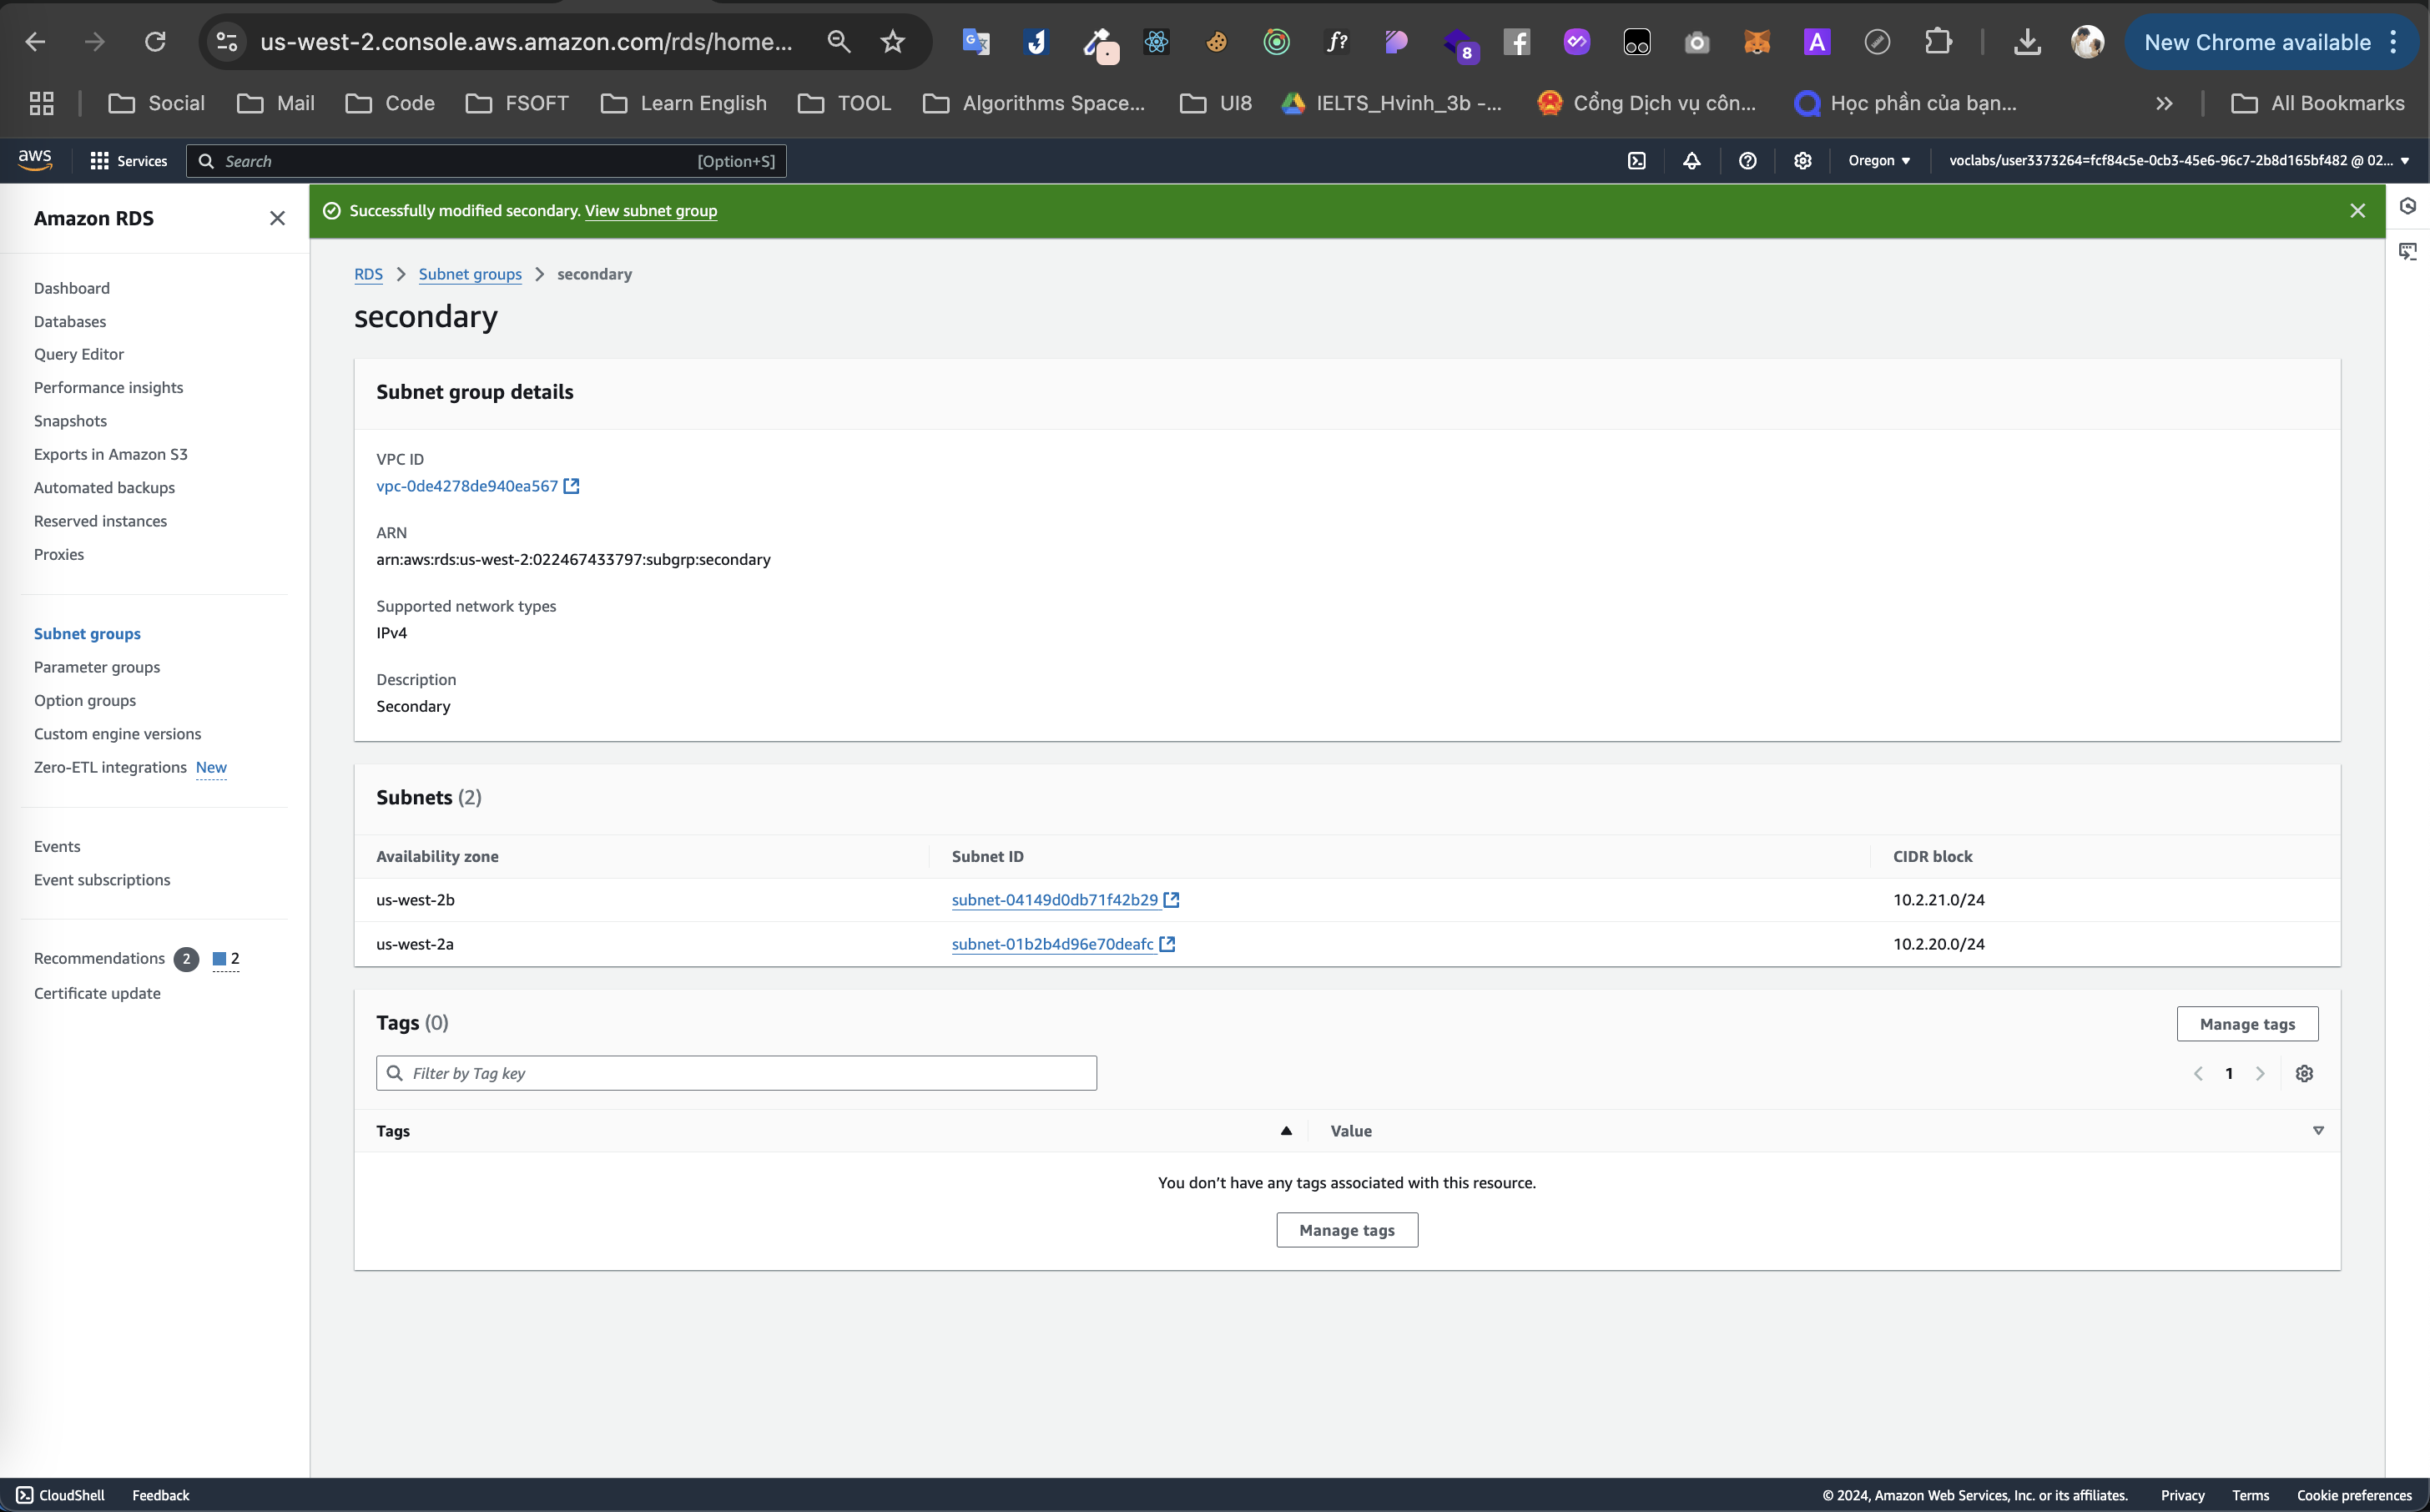 us-west-2.console.aws.amazon.com/rds/home...
8
New Chrome available
Social
Mail
Code
FSOFT
Learn English
TOOL
Algorithms Space...
UI8
IELTS_Hvinh_3b -...
Cổng Dịch vụ côn...
Học phần của bạn...
All Bookmarks
aws
Services
Search
[Option+S]
Oregon
voclabs/user3373264=fcf84c5e-0cb3-45e6-96c7-2b8d165bf482 @ 02...
Amazon RDS
Dashboard
Databases
Query Editor
Performance insights
Snapshots
Exports in Amazon S3
Automated backups
Reserved instances
Proxies
Subnet groups
Parameter groups
Option groups
Custom engine versions
Zero-ETL integrations New
Events
Event subscriptions
Recommendations 2 2
Certificate update
Successfully modified secondary. View subnet group
RDS > Subnet groups > secondary
secondary
Subnet group details
VPC ID
vpc-0de4278de940ea567
ARN
arn:aws:rds:us-west-2:022467433797:subgrp:secondary
Supported network types
IPv4
Description
Secondary
Subnets (2)
Availability zone Subnet ID CIDR block
us-west-2b subnet-04149d0db71f42b29 10.2.21.0/24
us-west-2a subnet-01b2b4d96e70deafc 10.2.20.0/24
Tags (0)
Manage tags
Filter by Tag key
1
Tags Value
You don't have any tags associated with this resource.
Manage tags
CloudShell Feedback
© 2024, Amazon Web Services, Inc. or its affiliates. Privacy Terms Cookie preferences